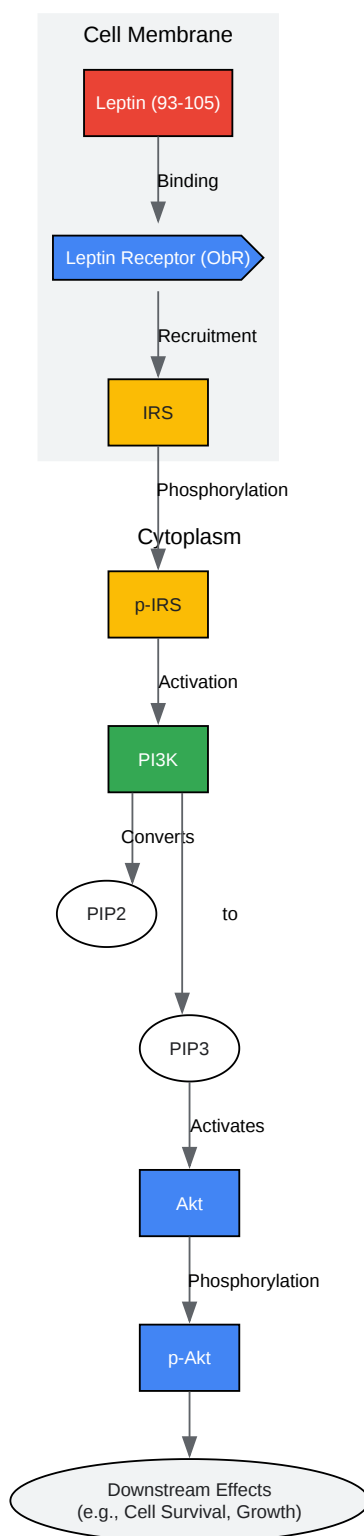 Cell Membrane
Leptin (93-105)
Binding
Leptin Receptor (ObR)
Recruitment
IRS
Phosphorylation
Cytoplasm
p-IRS
Activation
PI3K
Converts
PIP2
to
PIP3
Activates
Akt
Phosphorylation
p-Akt
Downstream Effects
(e.g., Cell Survival, Growth)